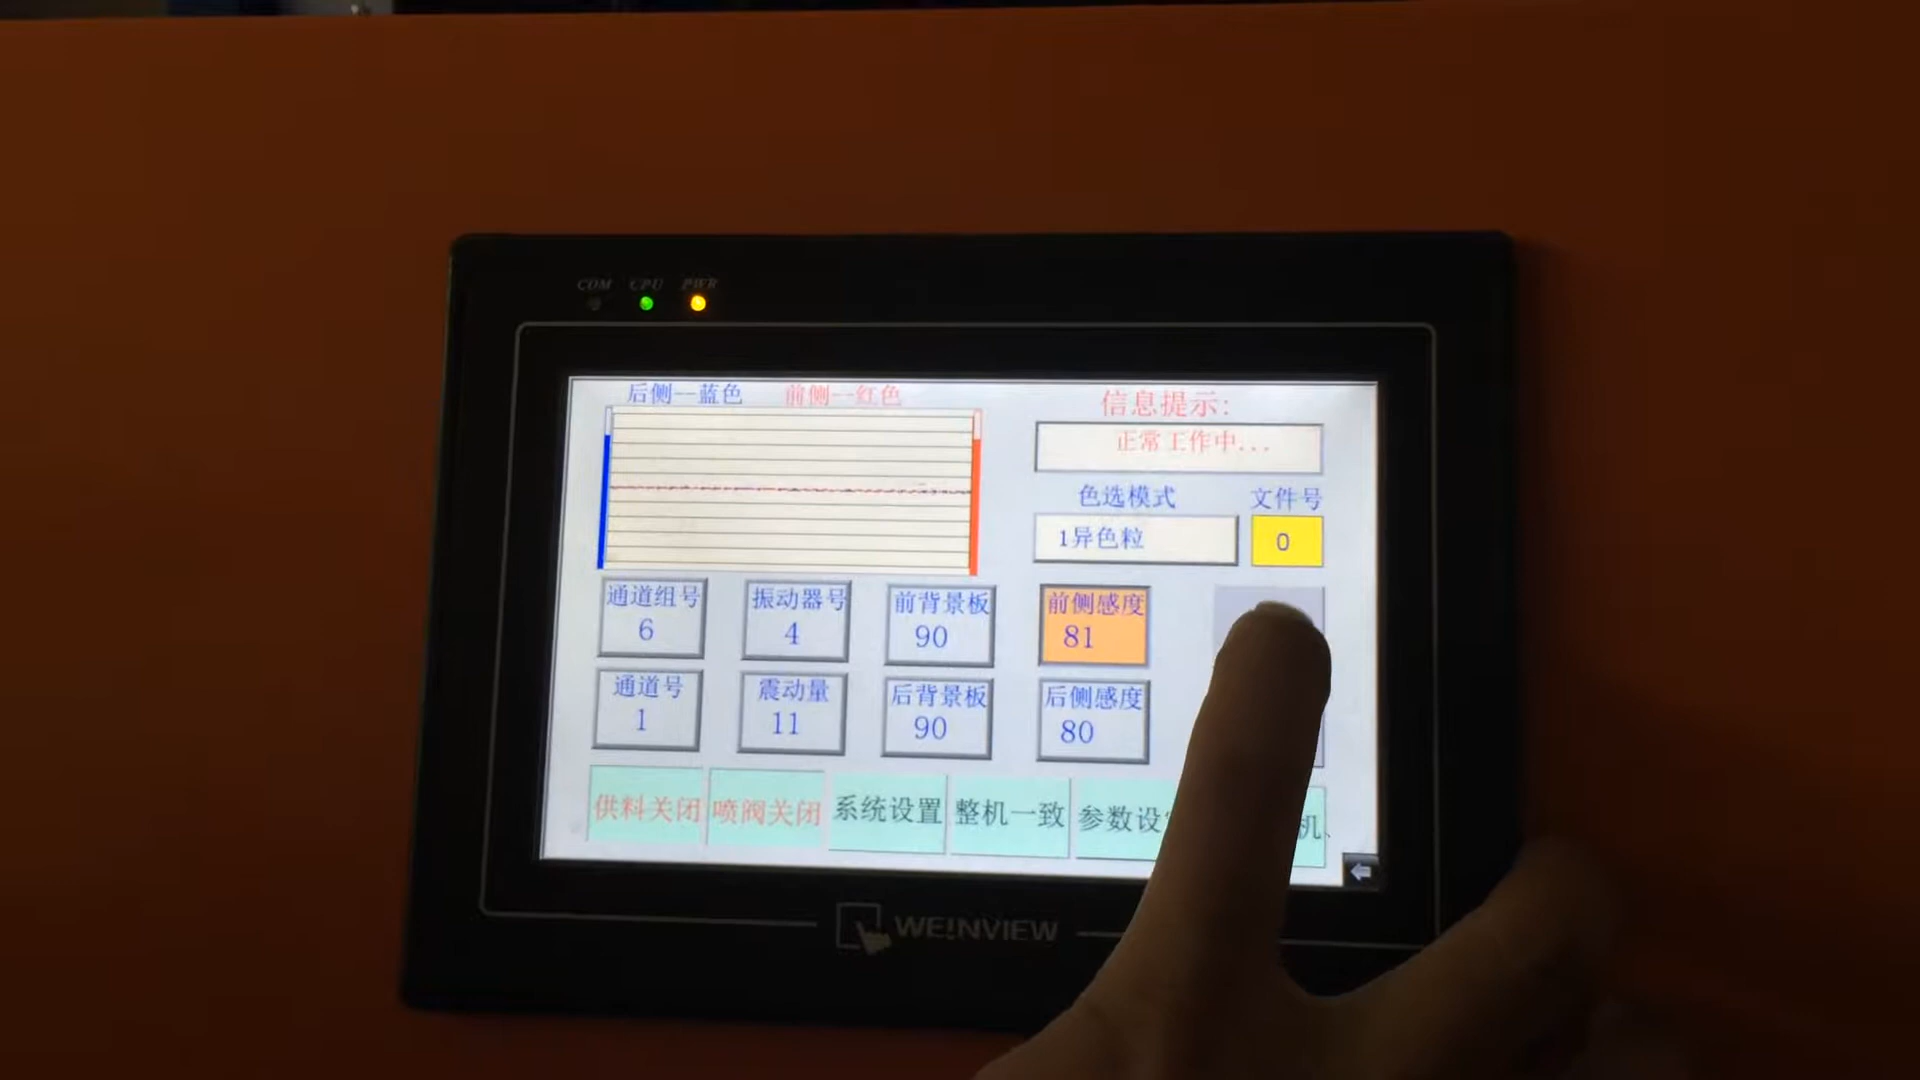 COM CPU PWR
后侧--蓝色 前侧--红色
信息提示:
正常工作中...
色选模式 文件号
1异色粒 0
通道组号 振动器号 前背景板 前侧感度
6 4 90 81
通道号 震动量 后背景板 后侧感度
1 11 90 80
供料关闭 喷阀关闭 系统设置 整机一致 参数设 机
WE!NVIEW